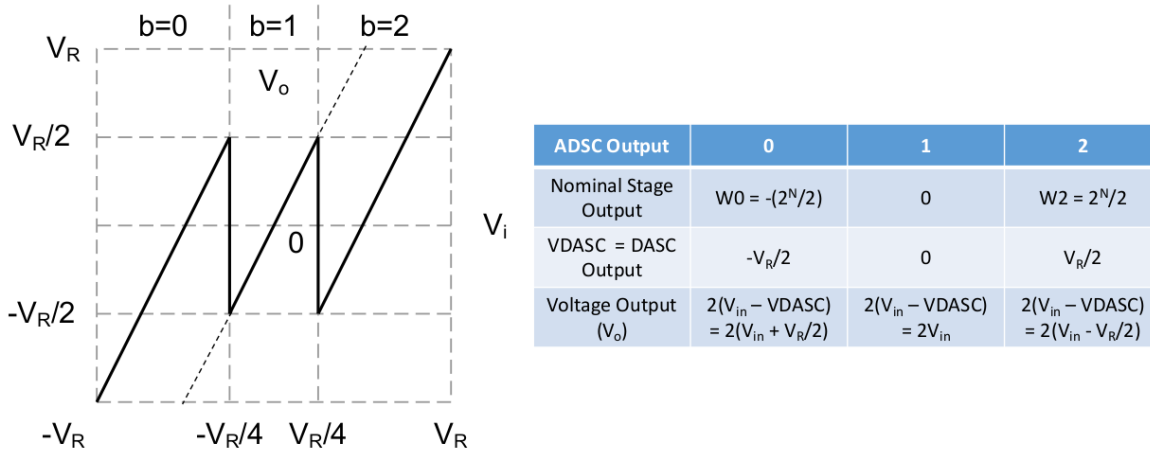 b=0 b=1 b=2
V_R
V_o
V_R/2
0
V_i
-V_R/2
-V_R -V_R/4 V_R/4 V_R
ADSC Output 0 1 2
Nominal Stage
Output W0 = -(2^N/2) 0 W2 = 2^N/2
VDASC = DASC
Output -V_R/2 0 V_R/2
Voltage Output
(V_o) 2(V_in – VDASC)
= 2(V_in + V_R/2) 2(V_in – VDASC)
= 2V_in 2(V_in – VDASC)
= 2(V_in - V_R/2)